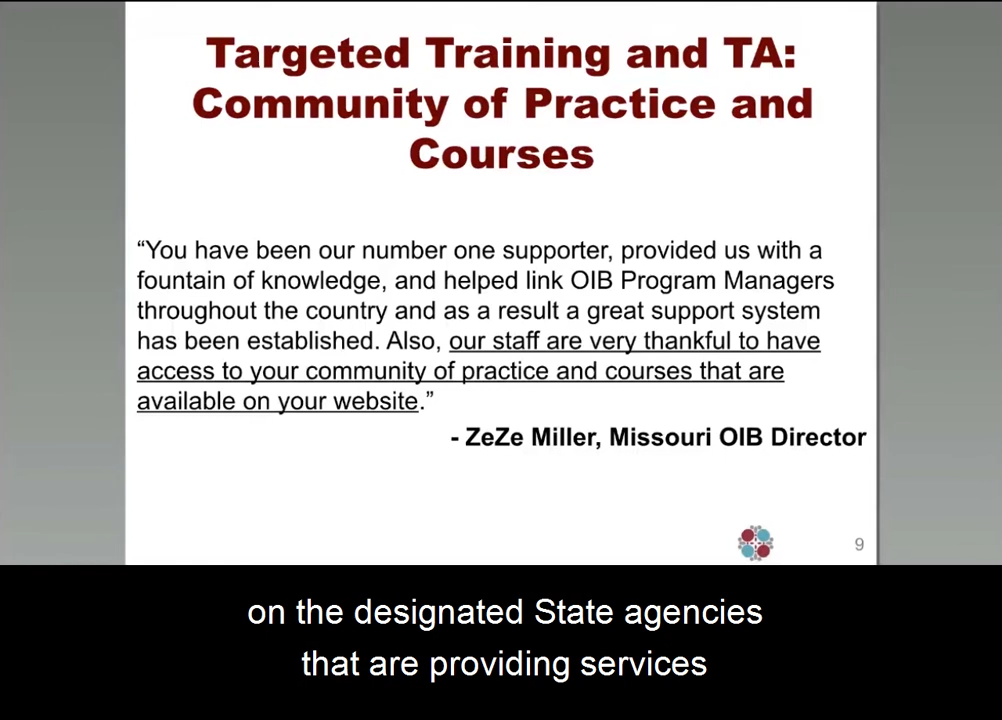 Targeted Training and TA:
Community of Practice and
Courses
“You have been our number one supporter, provided us with a
fountain of knowledge, and helped link OIB Program Managers
throughout the country and as a result a great support system
has been established. Also, our staff are very thankful to have
access to your community of practice and courses that are
available on your website.”
- ZeZe Miller, Missouri OIB Director
9
on the designated State agencies
that are providing services